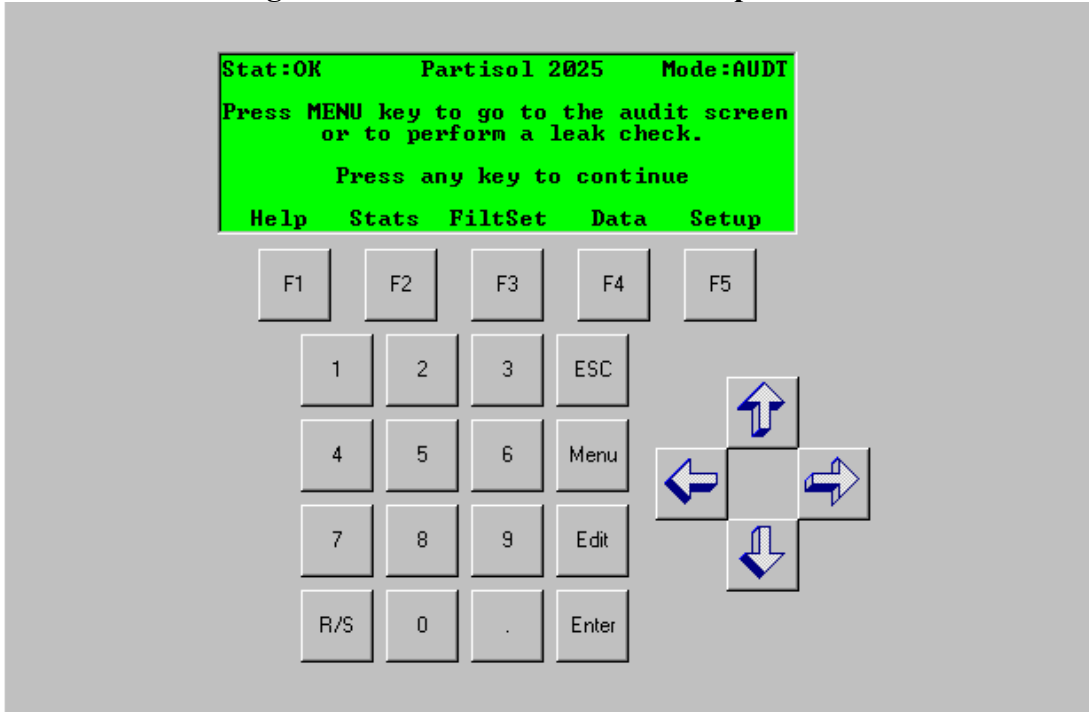 Stat:OK Partisol 2025 Mode:AUDT
Press MENU key to go to the audit screen
or to perform a leak check.
Press any key to continue
Help Stats FiltSet Data Setup
F1 F2 F3 F4 F5
1 2 3 ESC
4 5 6 Menu
7 8 9 Edit
R/S 0 . Enter